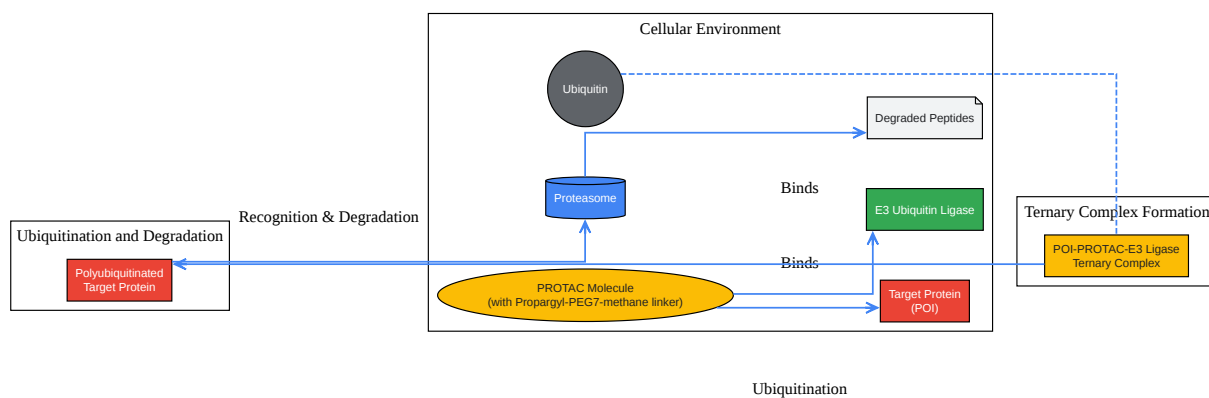 Cellular Environment
Ubiquitin
Degraded Peptides
Binds
Proteasome
E3 Ubiquitin Ligase
Recognition & Degradation
Ternary Complex Formation
Ubiquitination and Degradation
POI-PROTAC-E3 Ligase
Ternary Complex
Polyubiquitinated
Target Protein
Binds
PROTAC Molecule
(with Propargyl-PEG7-methane linker)
Target Protein
(POI)
Ubiquitination